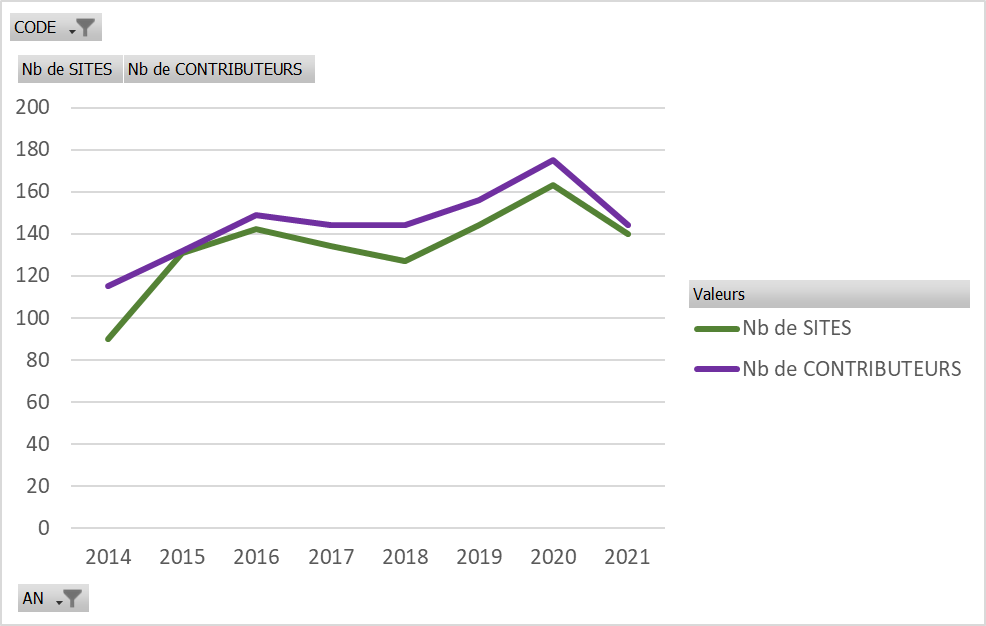 CODE
Nb de SITES Nb de CONTRIBUTEURS
200
180
160
140
120
100
80
60
40
20
0
2014 2015 2016 2017 2018 2019 2020 2021
Valeurs
Nb de SITES
Nb de CONTRIBUTEURS
AN